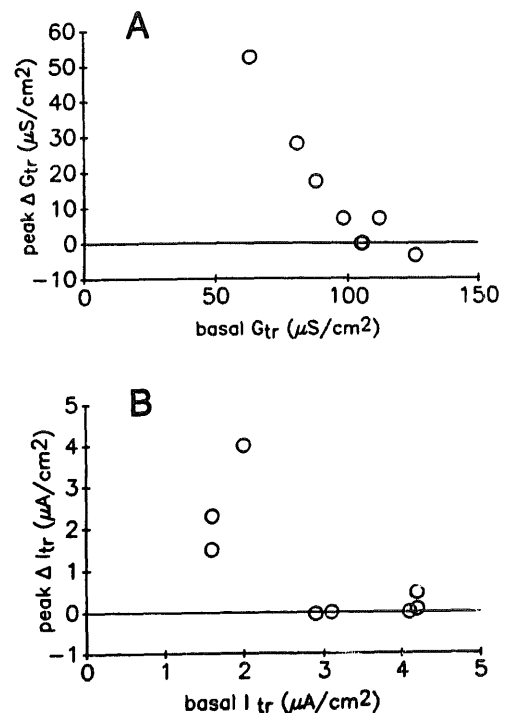 A
60
50
40
30
20
10
0
−10
peak Δ Gtr (μS/cm2)
0 50 100 150
basal Gtr (μS/cm2)
B
5
4
3
2
1
0
−1
peak Δ Itr (μA/cm2)
0 1 2 3 4 5
basal I tr (μA/cm2)